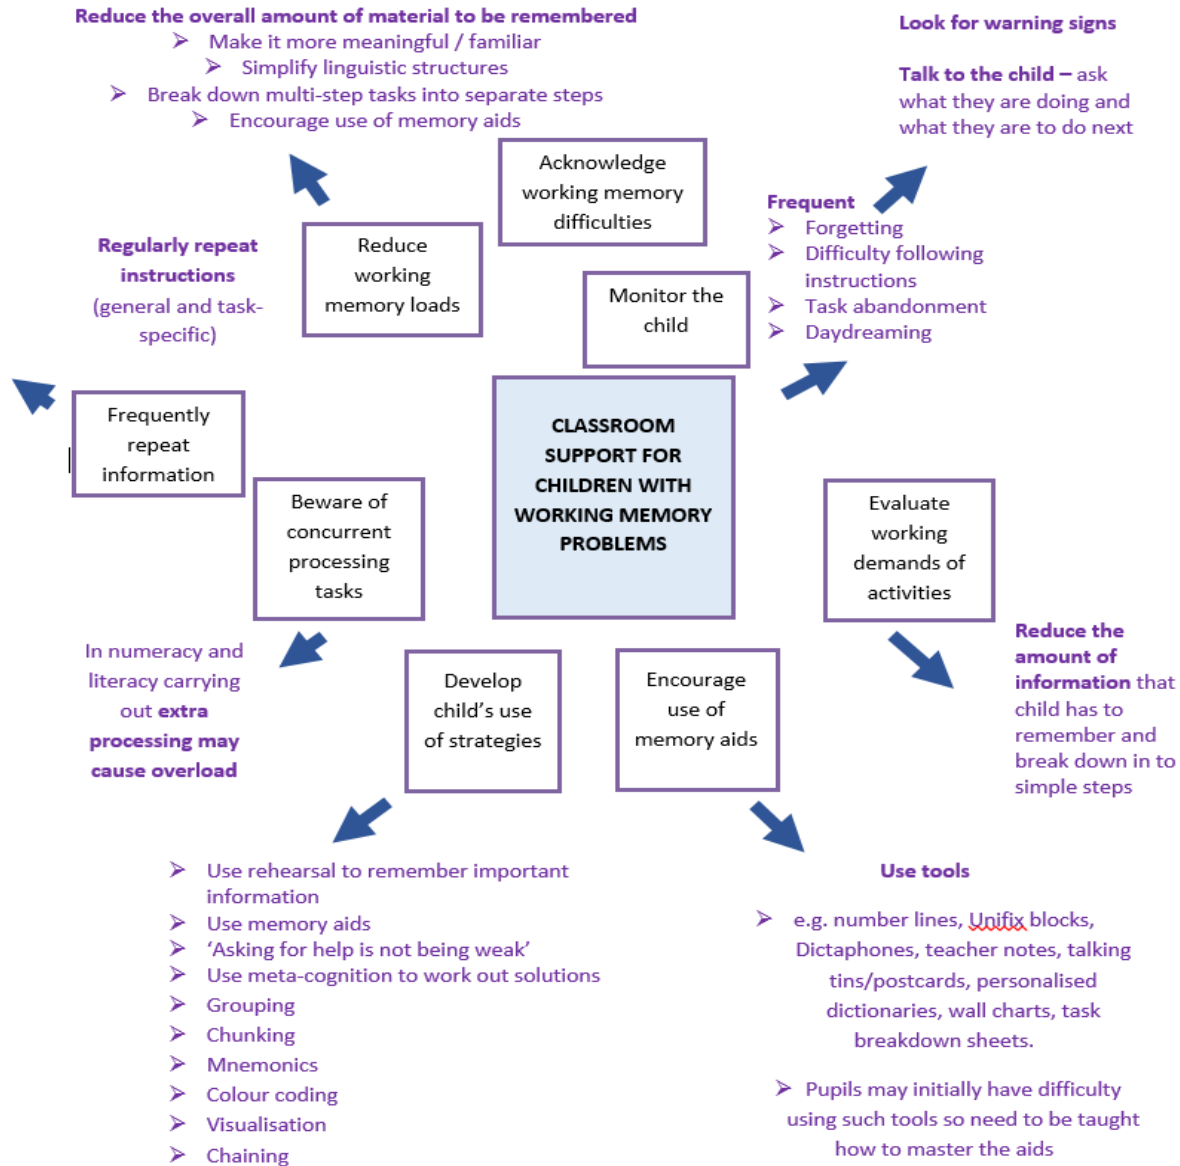 Reduce the overall amount of material to be remembered
➢ Make it more meaningful / familiar
➢ Simplify linguistic structures
➢ Break down multi-step tasks into separate steps
➢ Encourage use of memory aids
Look for warning signs
Talk to the child – ask
what they are doing and
what they are to do next
Acknowledge
working memory
difficulties
Frequent
➢ Forgetting
➢ Difficulty following
instructions
➢ Task abandonment
➢ Daydreaming
Reduce
working
memory loads
Regularly repeat
instructions
(general and task-
specific)
Monitor the
child
Frequently
repeat
information
CLASSROOM
SUPPORT FOR
CHILDREN WITH
WORKING MEMORY
PROBLEMS
Beware of
concurrent
processing
tasks
Evaluate
working
demands of
activities
In numeracy and
literacy carrying
out extra
processing may
cause overload
Develop
child's use
of strategies
Encourage
use of
memory aids
Reduce the
amount of
information that
child has to
remember and
break down in to
simple steps
➢ Use rehearsal to remember important
information
➢ Use memory aids
➢ ‘Asking for help is not being weak’
➢ Use meta-cognition to work out solutions
➢ Grouping
➢ Chunking
➢ Mnemonics
➢ Colour coding
➢ Visualisation
➢ Chaining
Use tools
➢ e.g. number lines, Unifix blocks,
Dictaphones, teacher notes, talking
tins/postcards, personalised
dictionaries, wall charts, task
breakdown sheets.
➢ Pupils may initially have difficulty
using such tools so need to be taught
how to master the aids